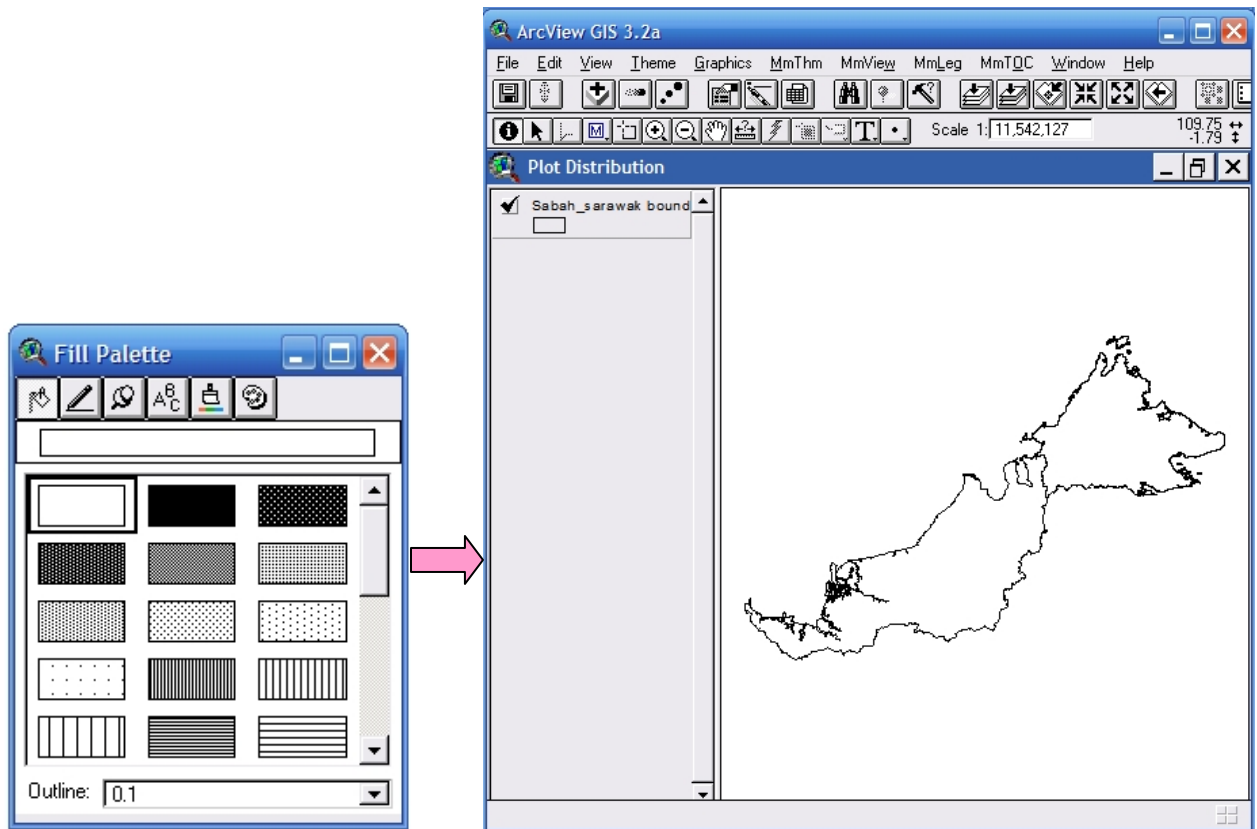 ArcView GIS 3.2a
File Edit View Theme Graphics MmThm MmView MmLeg MmTOC Window Help
M T
Scale 1: 11,542,127
109.75
-1.79
Plot Distribution
Sabah_sarawak bound
Fill Palette
ABC
Outline: 0.1